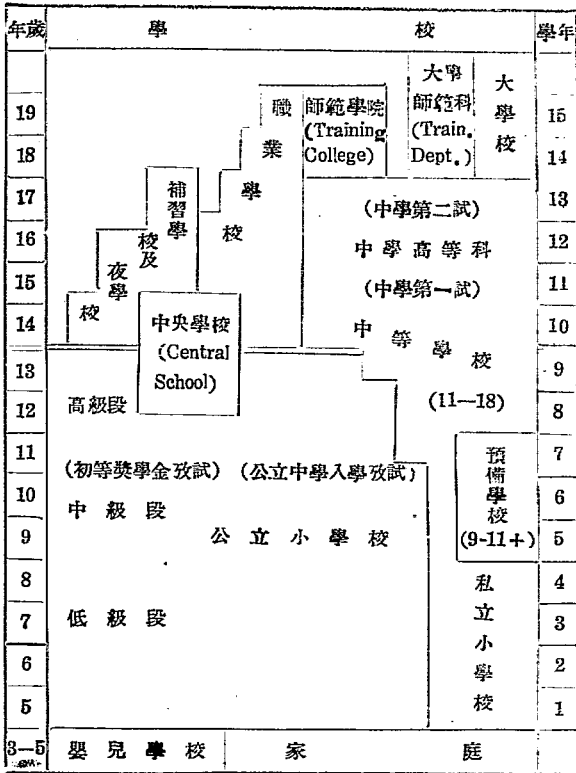 年歲 學 校 學年
大學師範科 (Train. Dept.)
大學校
師範學院 (Training College)
職業學校
補習學校及夜學校
19 15
18 14
17 13
(中學第二試)
16 中學高等科 12
15 (中學第一試) 11
14 10
中央學校 (Central School)
中等學校
13 9
12 高級段 (11—18) 8
11 7
(初等獎學金攷試) (公立中學入學攷試)
預備學校 (9-11+)
10 中級段 6
9 公立小學校 5
8 4
私立小學校
7 低級段 3
6 2
5 1
3—5 嬰兒學校 家 庭